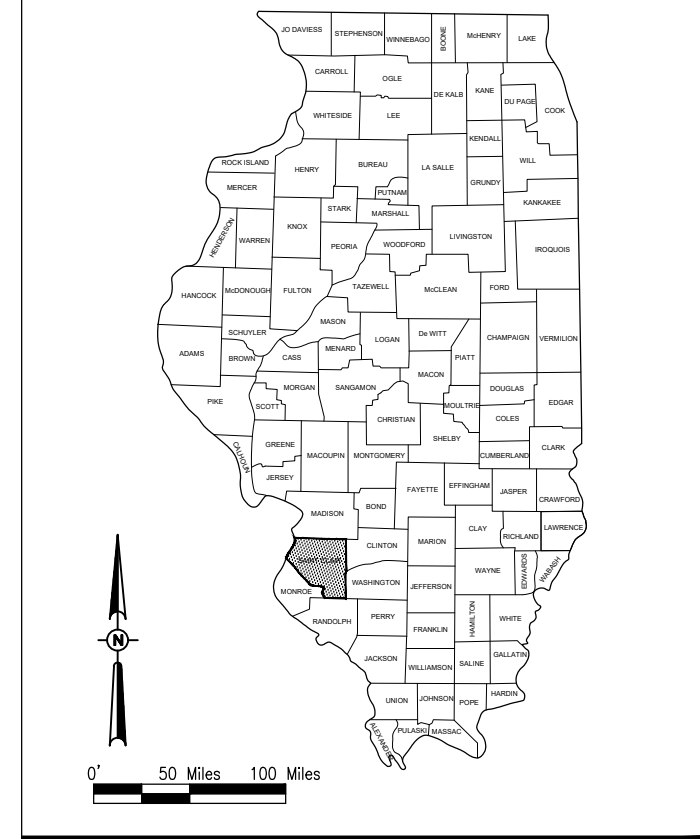 JO DAVIESS
STEPHENSON
WINNEBAGO
BOONE
McHENRY
LAKE
CARROLL
OGLE
DE KALB
KANE
DU PAGE
COOK
WHITESIDE
LEE
KENDALL
ROCK ISLAND
HENRY
BUREAU
LA SALLE
WILL
GRUNDY
MERCER
PUTNAM
KANKAKEE
STARK
MARSHALL
HENDERSON
WARREN
KNOX
PEORIA
WOODFORD
LIVINGSTON
IROQUOIS
HANCOCK
McDONOUGH
FULTON
TAZEWELL
McCLEAN
FORD
MASON
SCHUYLER
LOGAN
De WITT
CHAMPAIGN
VERMILION
ADAMS
BROWN
CASS
MENARD
PIATT
MACON
MORGAN
SANGAMON
DOUGLAS
PIKE
SCOTT
MOULTRIE
EDGAR
CHRISTIAN
COLES
SHELBY
CALHOUN
GREENE
MACOUPIN
MONTGOMERY
CUMBERLAND
CLARK
JERSEY
FAYETTE
EFFINGHAM
JASPER
CRAWFORD
MADISON
BOND
CLAY
RICHLAND
LAWRENCE
MARION
CLINTON
SAINT CLAIR
WAYNE
EDWARDS
WABASH
WASHINGTON
JEFFERSON
MONROE
RANDOLPH
PERRY
HAMILTON
WHITE
FRANKLIN
JACKSON
WILLIAMSON
SALINE
GALLATIN
UNION
JOHNSON
POPE
HARDIN
ALEXANDER
PULASKI
MASSAC
N
0' 50 Miles 100 Miles